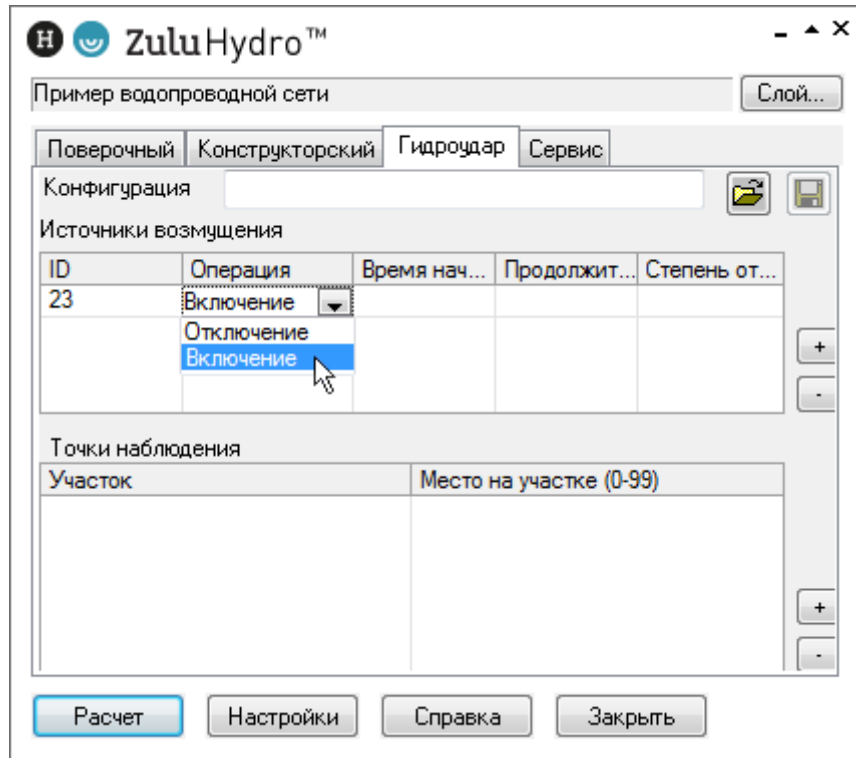 H ZuluHydro™
Пример водопроводной сети Слой...
Поверочный Конструкторский Гидроудар Сервис
Конфигурация
Источники возмущения
ID Операция Время нач... Продолжит... Степень от...
23 Включение
Отключение
Включение
+
-
Точки наблюдения
Участок Место на участке (0-99)
+
-
Расчет Настройки Справка Закрыть